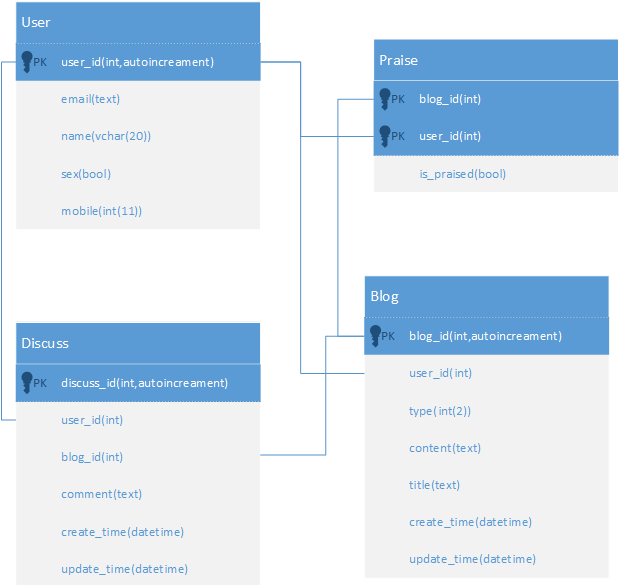 User
PK user_id(int,autoincreament)
email(text)
name(vchar(20))
sex(bool)
mobile(int(11))
Praise
PK blog_id(int)
PK user_id(int)
is_praised(bool)
Blog
PK blog_id(int,autoincreament)
user_id(int)
type(int(2))
content(text)
title(text)
create_time(datetime)
update_time(datetime)
Discuss
PK discuss_id(int,autoincreament)
user_id(int)
blog_id(int)
comment(text)
create_time(datetime)
update_time(datetime)